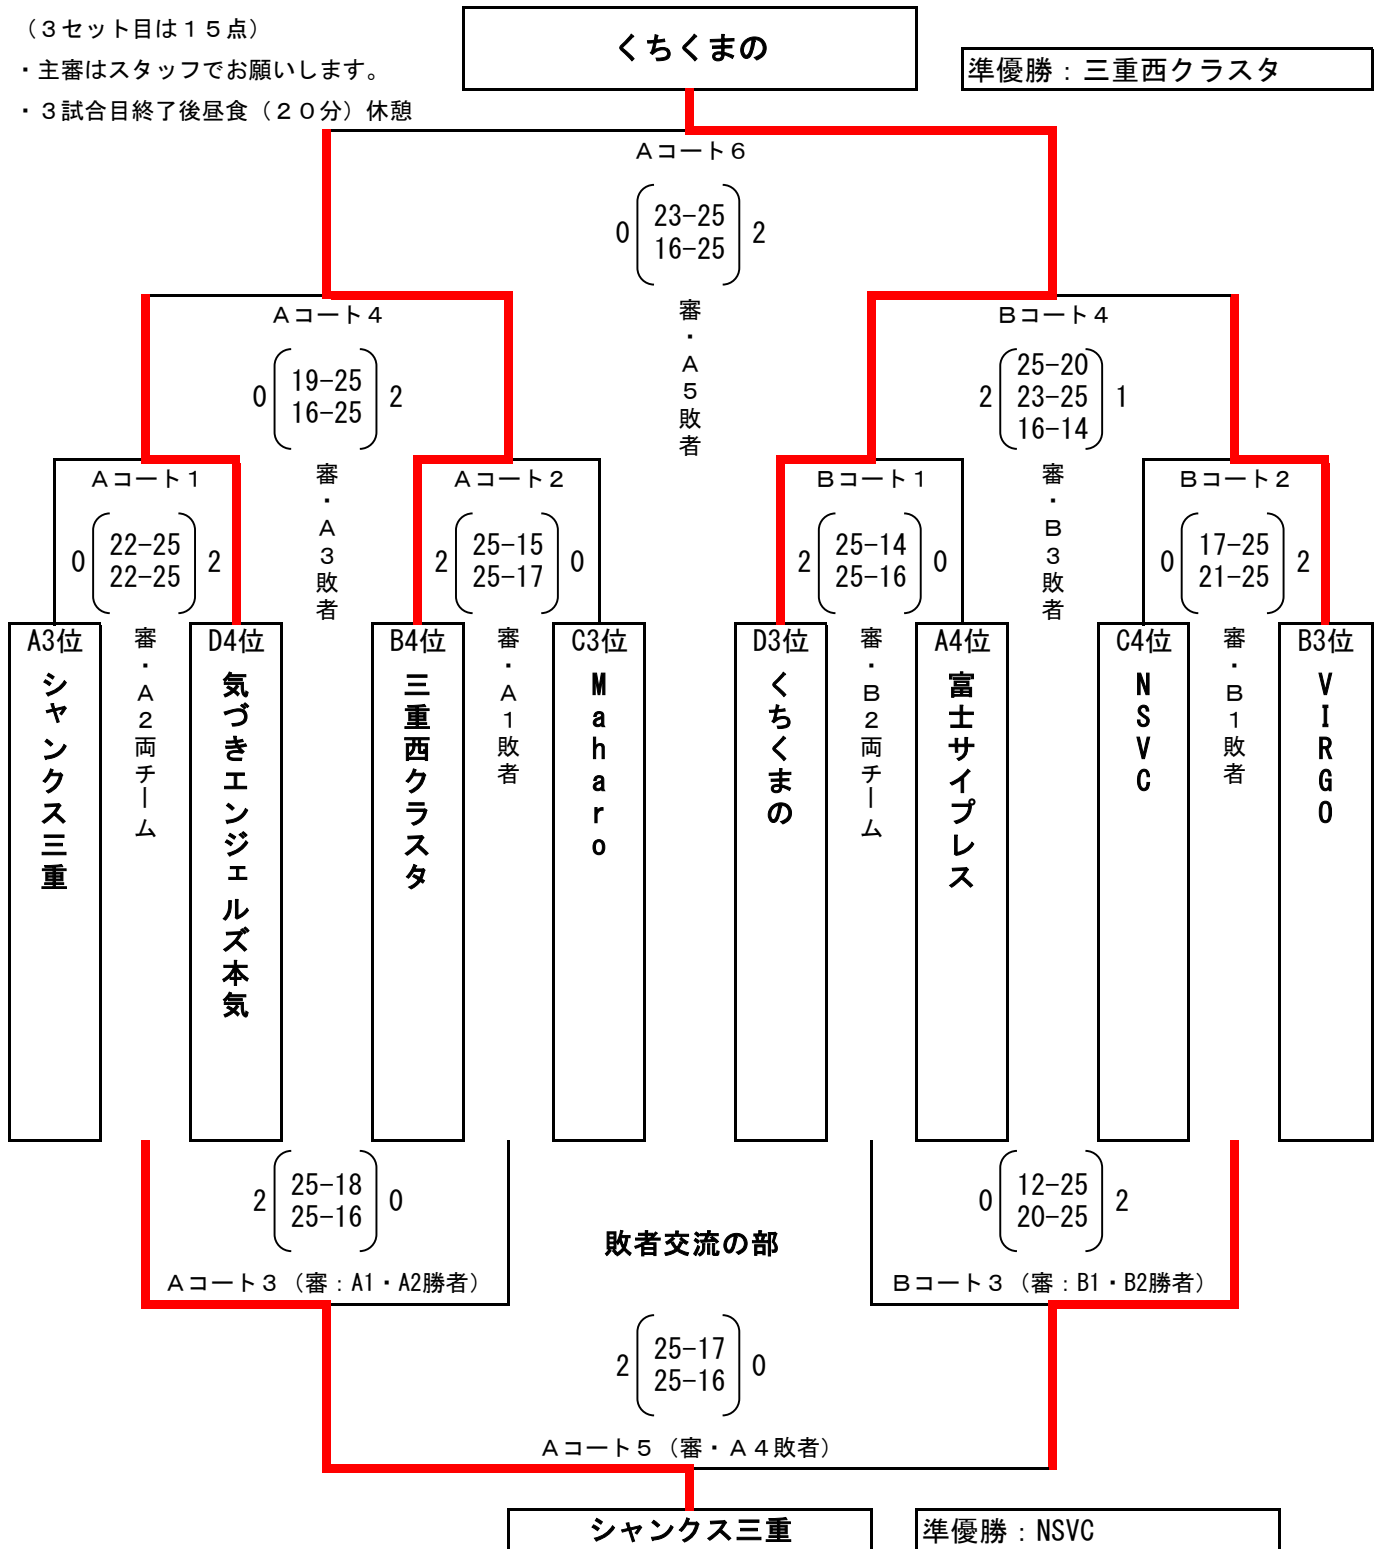 （３セット目は１５点）
・主審はスタッフでお願いします。
・３試合目終了後昼食（２０分）休憩
くちくまの
準優勝：三重西クラスタ
Ａコート６
0
23−25
16−25
2
審・Ａ５敗者
Ａコート４
0
19−25
16−25
2
審・Ａ３敗者
Ｂコート４
2
25−20
23−25
16−14
1
審・Ｂ３敗者
Ａコート１
0
22−25
22−25
2
審・Ａ２両チーム
Ａコート２
2
25−15
25−17
0
審・Ａ１敗者
Ｂコート１
2
25−14
25−16
0
審・Ｂ２両チーム
Ｂコート２
0
17−25
21−25
2
審・Ｂ１敗者
A3位
シャンクス三重
D4位
気づきエンジェルズ本気
B4位
三重西クラスタ
C3位
Maharo
D3位
くちくまの
A4位
富士サイプレス
C4位
NSVC
B3位
VIRGO
2
25−18
25−16
0
Ａコート３（審：A1・A2勝者）
敗者交流の部
0
12−25
20−25
2
Ｂコート３（審：B1・B2勝者）
2
25−17
25−16
0
Ａコート５（審・Ａ４敗者）
シャンクス三重
準優勝：NSVC